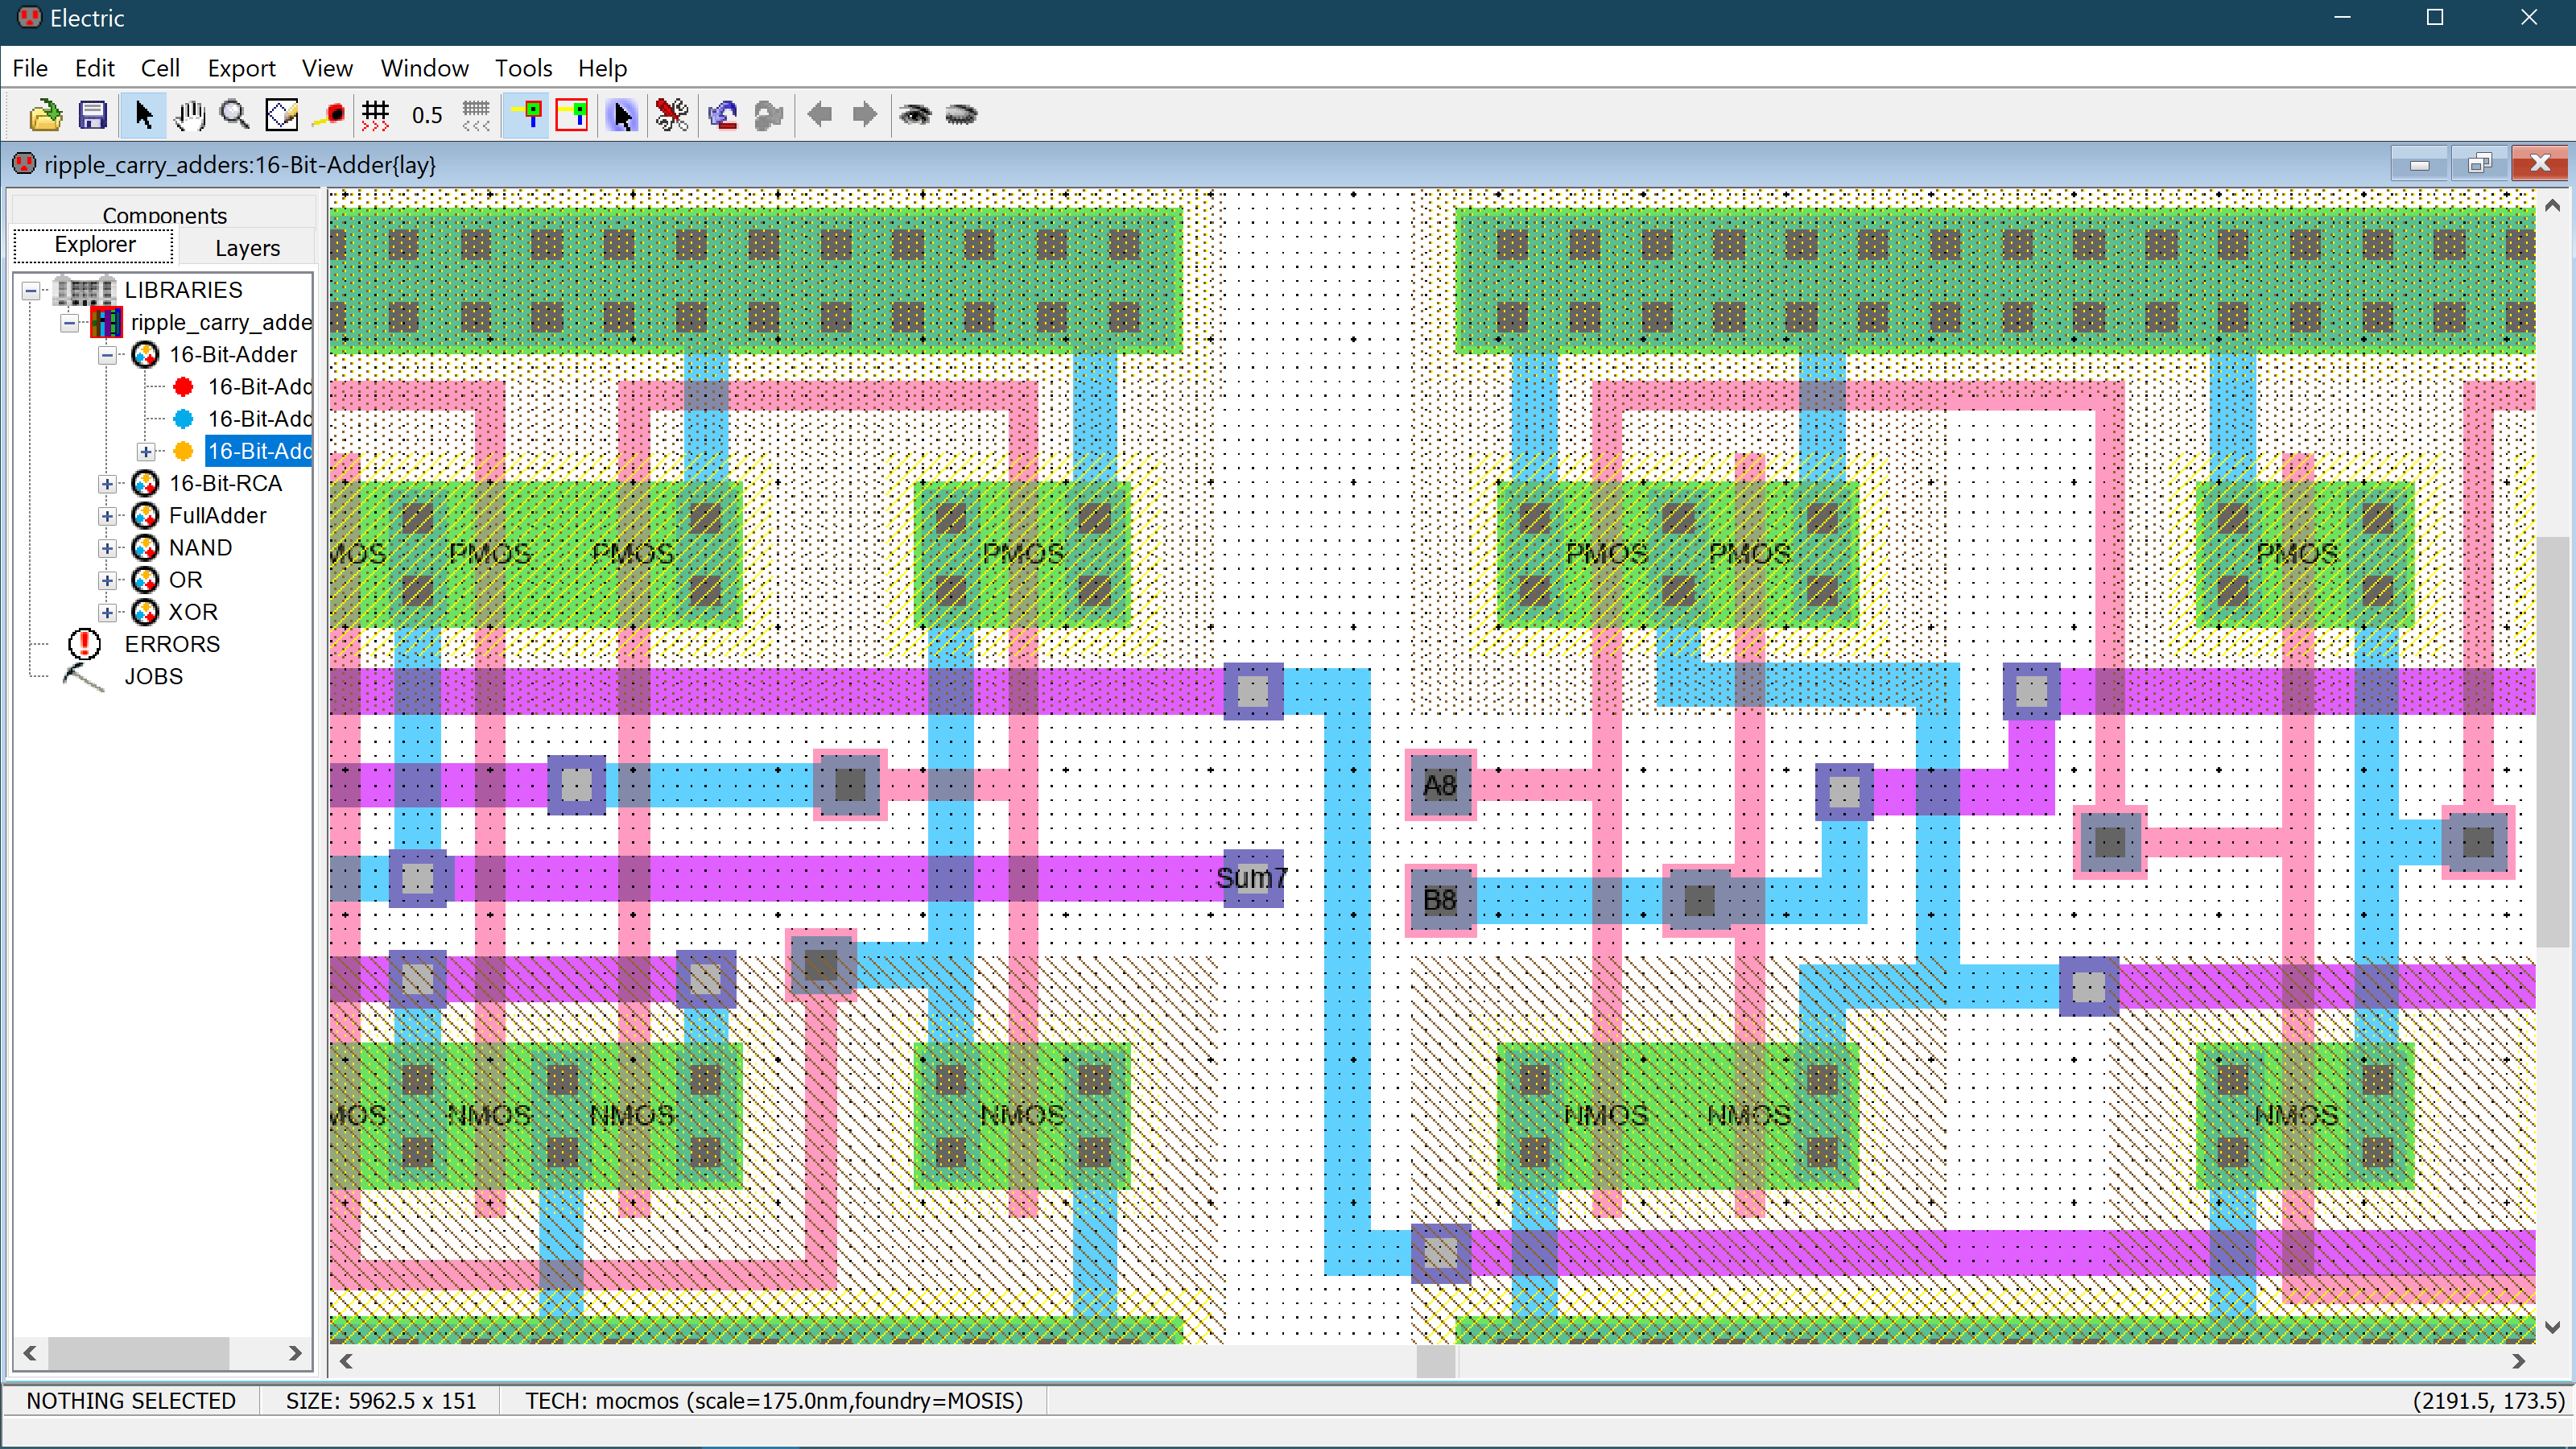 Electric
File Edit Cell Export View Window Tools Help
0.5
ripple_carry_adders:16-Bit-Adder{lay}
Components
Explorer
Layers
LIBRARIES
ripple_carry_adde
16-Bit-Adder
16-Bit-Add
16-Bit-Add
16-Bit-Add
16-Bit-RCA
FullAdder
NAND
OR
XOR
ERRORS
JOBS
MOS PMOS PMOS PMOS PMOS PMOS PMOS
A8
Sum7
B8
MOS NMOS NMOS NMOS NMOS NMOS NMOS
NOTHING SELECTED SIZE: 5962.5 x 151 TECH: mocmos (scale=175.0nm,foundry=MOSIS) (2191.5, 173.5)